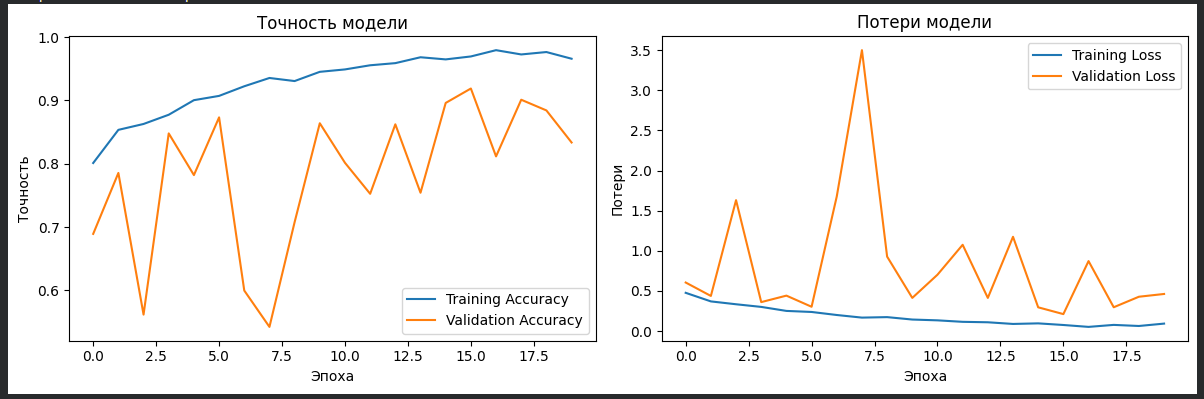 Точность модели
1.0
0.9
0.8
0.7
0.6
Точность
Training Accuracy
Validation Accuracy
0.0 2.5 5.0 7.5 10.0 12.5 15.0 17.5
Эпоха
Потери модели
3.5
3.0
2.5
2.0
1.5
1.0
0.5
0.0
Потери
Training Loss
Validation Loss
0.0 2.5 5.0 7.5 10.0 12.5 15.0 17.5
Эпоха